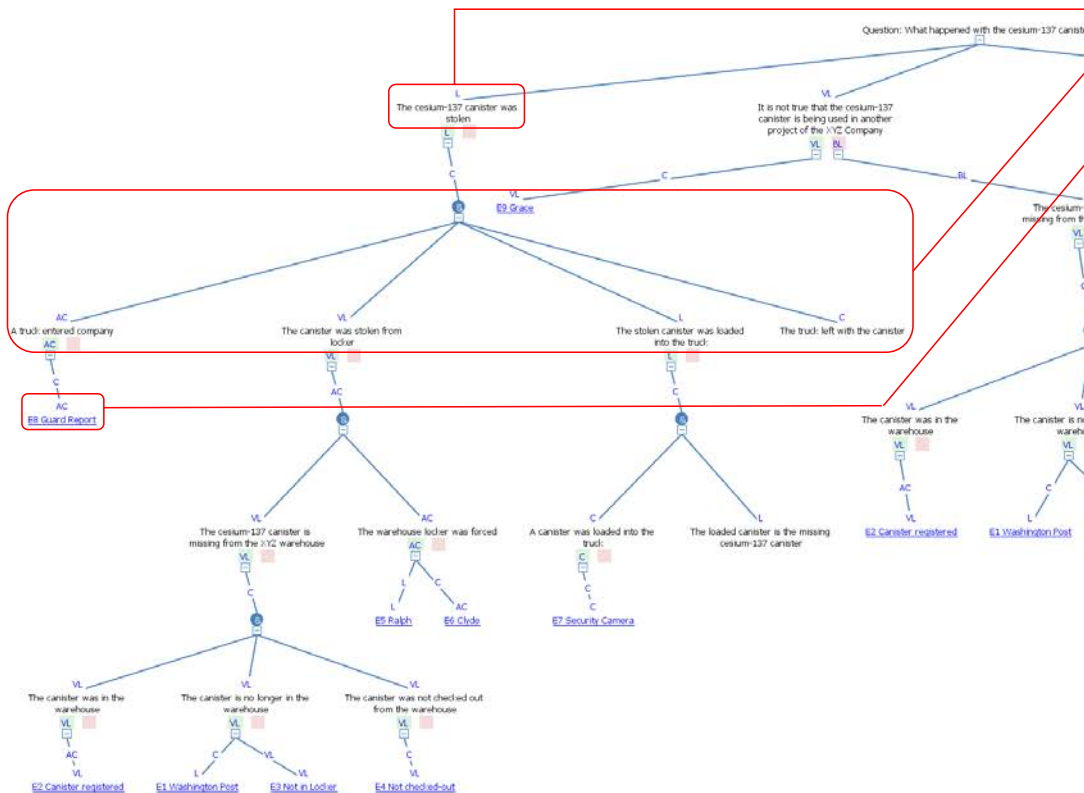 Question: What happened with the cesium-137 caniste
L
VL
The cesium-137 canister was
stolen
It is not true that the cesium-137
canister is being used in another
project of the XYZ Company
L
VL
BL
C
C
BL
VL
E9 Grace
&
The cesium-
missing from th
VL
C
AC
VL
L
C
A truck entered company
The canister was stolen from
locker
The stolen canister was loaded
into the truck
The truck left with the canister
AC
VL
L
C
AC
C
AC
E8 Guard Report
&
&
VL
VL
The canister was in the
warehouse
The canister is no
wareho
VL
VL
AC
C
VL
L
E2 Canister registered
E1 Washington Post
VL
AC
C
L
The cesium-137 canister is
missing from the XYZ warehouse
The warehouse locker was forced
A canister was loaded into the
truck
The loaded canister is the missing
cesium-137 canister
VL
AC
C
C
L
C
C
L
AC
C
E5 Ralph
E6 Clyde
E7 Security Camera
&
VL
VL
VL
The canister was in the
warehouse
The canister is no longer in the
warehouse
The canister was not checked out
from the warehouse
VL
VL
VL
AC
C
VL
C
VL
L
VL
VL
E2 Canister registered
E1 Washington Post
E3 Not in Locker
E4 Not checked-out